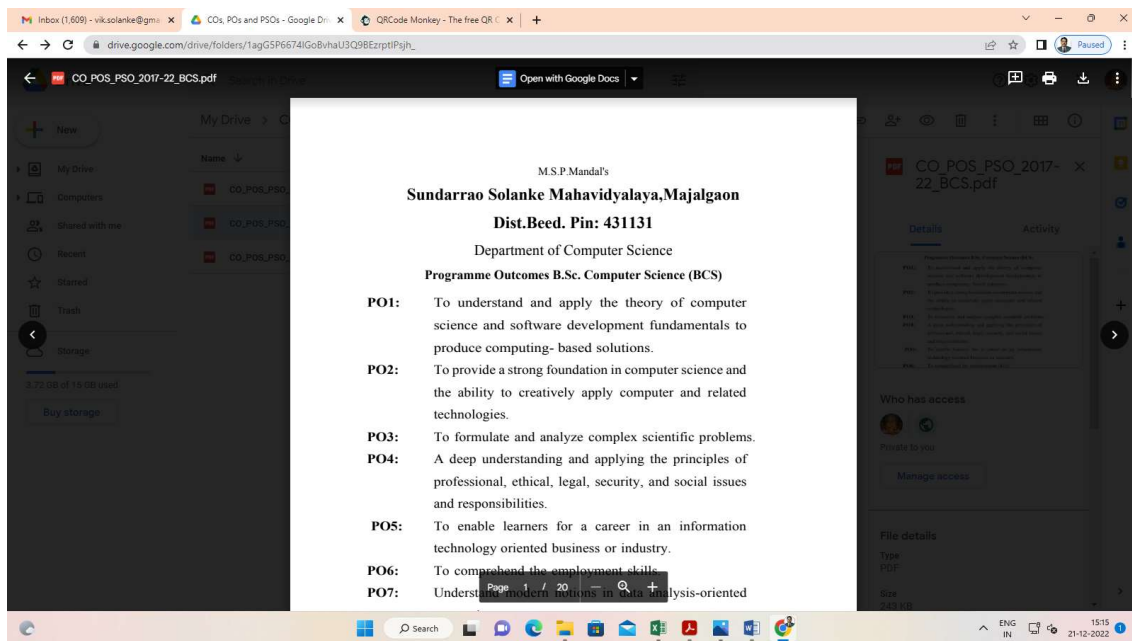 Inbox (1,609) - vik.solanke@gma
COs, POs and PSOs - Google Dri
QRCode Monkey - The free QR C
drive.google.com/drive/folders/1agG5P6674IGoBvhaU3Q9BEzrptIPsjh_
Paused
CO_POS_PSO_2017-22_BCS.pdf
Open with Google Docs
New
My Drive
Computers
Shared with me
Recent
Starred
Trash
Storage
3.72 GB of 15 GB used
Buy storage
My Drive > C
Name
CO_POS_PSO_
CO_POS_PSO_
CO_POS_PSO_
M.S.P.Mandal's
Sundarrao Solanke Mahavidyalaya,Majalgaon
Dist.Beed. Pin: 431131
Department of Computer Science
Programme Outcomes B.Sc. Computer Science (BCS)
PO1: To understand and apply the theory of computer
science and software development fundamentals to
produce computing- based solutions.
PO2: To provide a strong foundation in computer science and
the ability to creatively apply computer and related
technologies.
PO3: To formulate and analyze complex scientific problems.
PO4: A deep understanding and applying the principles of
professional, ethical, legal, security, and social issues
and responsibilities.
PO5: To enable learners for a career in an information
technology oriented business or industry.
PO6: To comprehend the employment skills.
PO7: Understand modern notions in data analysis-oriented
Page 1 / 20
CO_POS_PSO_2017-
22_BCS.pdf
Details
Activity
Who has access
Private to you
Manage access
File details
Type
PDF
Size
243 KB
Search
ENG
IN
15:15
21-12-2022
1